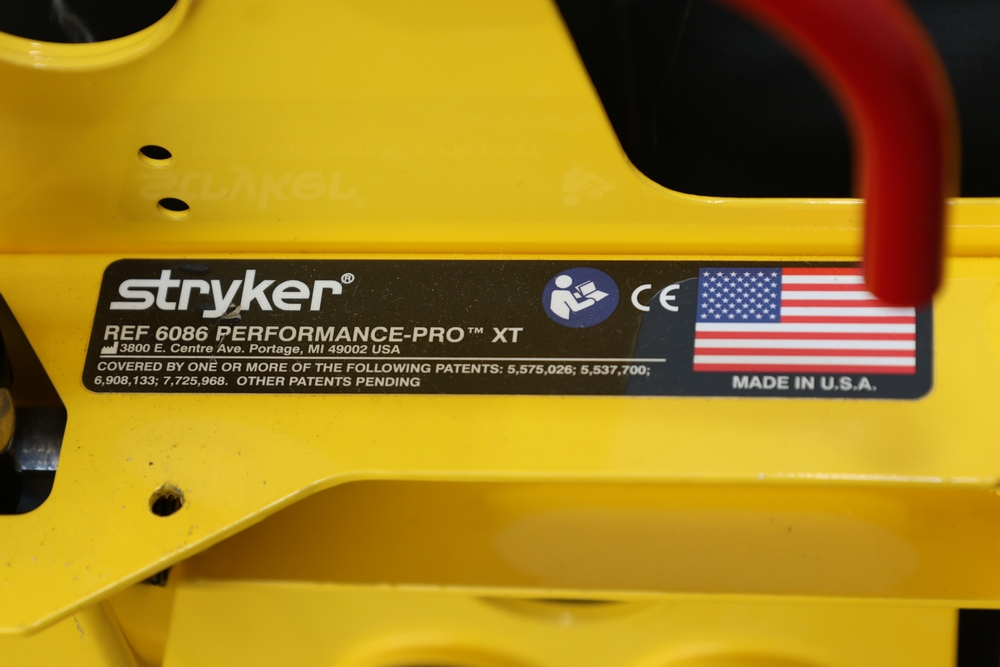 stryker®
REF 6086 PERFORMANCE-PRO™ XT
3800 E. Centre Ave. Portage, MI 49002 USA
COVERED BY ONE OR MORE OF THE FOLLOWING PATENTS: 5,575,026; 5,537,700;
6,908,133; 7,725,968. OTHER PATENTS PENDING
CE
MADE IN U.S.A.